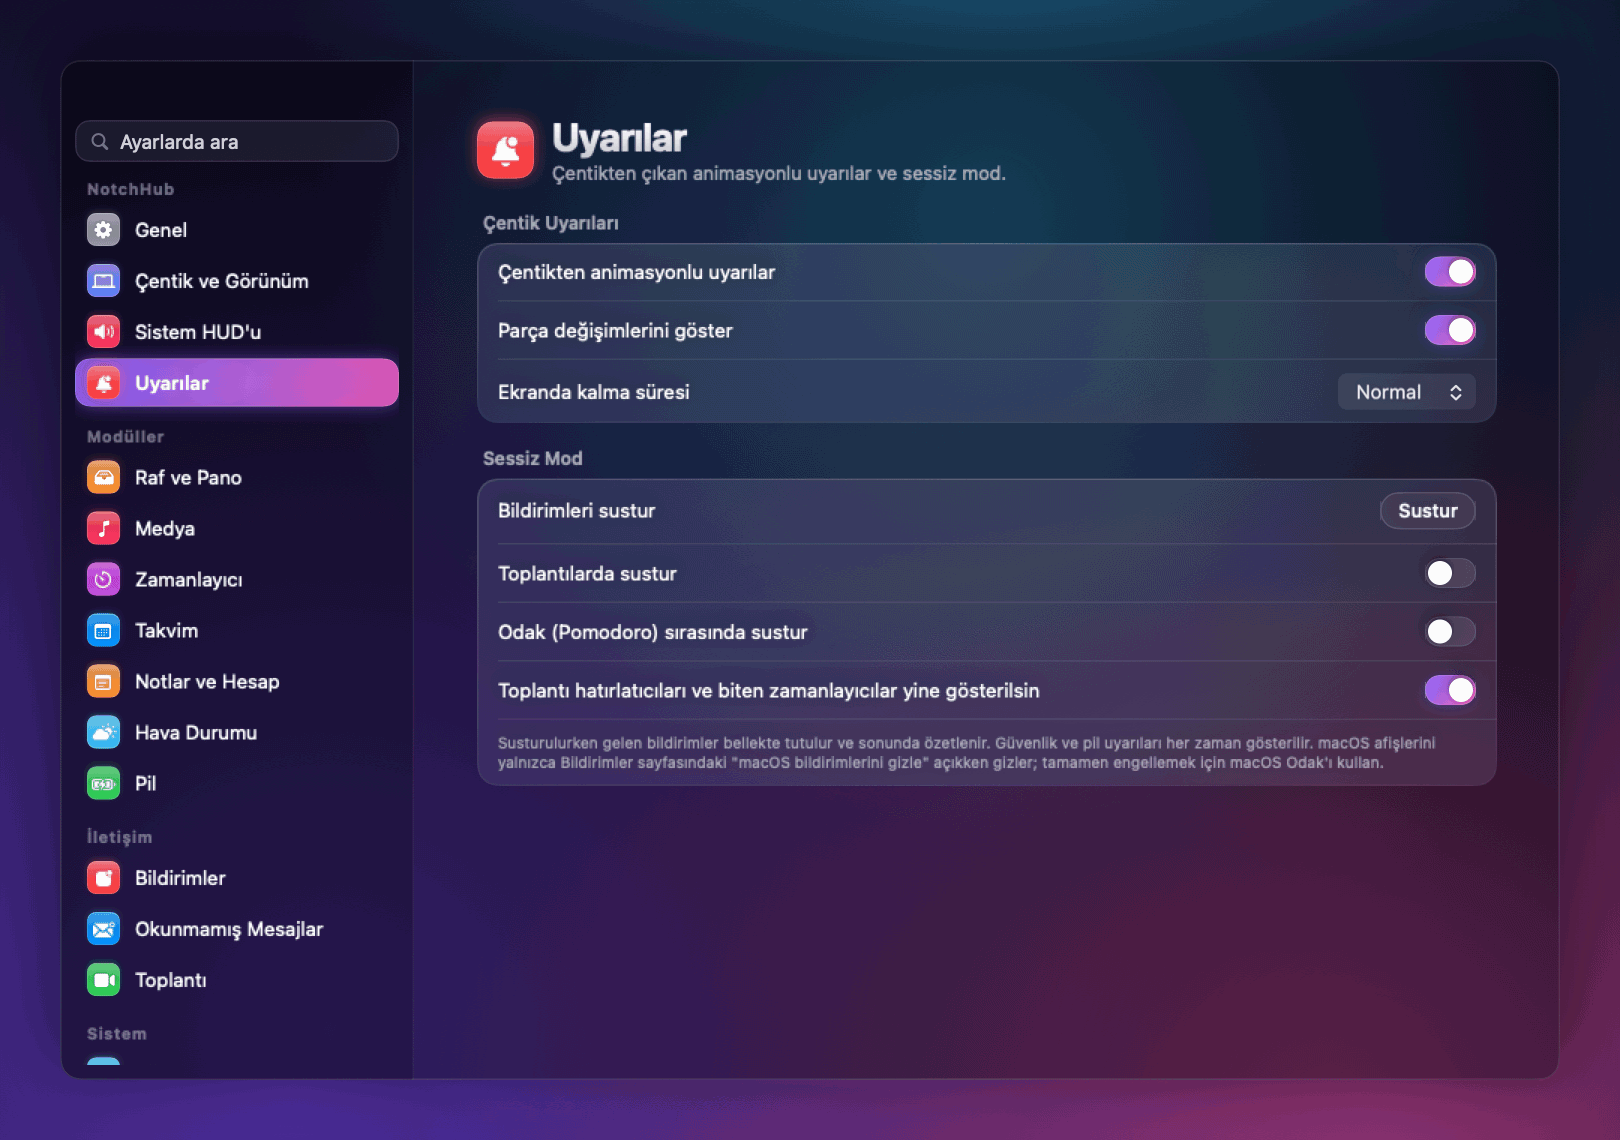 Ayarlarda ara
NotchHub
Genel
Çentik ve Görünüm
Sistem HUD'u
Uyarılar
Modüller
Raf ve Pano
Medya
Zamanlayıcı
Takvim
Notlar ve Hesap
Hava Durumu
Pil
İletişim
Bildirimler
Okunmamış Mesajlar
Toplantı
Sistem
Uyarılar
Çentikten çıkan animasyonlu uyarılar ve sessiz mod.
Çentik Uyarıları
Çentikten animasyonlu uyarılar
Parça değişimlerini göster
Ekranda kalma süresi
Normal
Sessiz Mod
Bildirimleri sustur
Sustur
Toplantılarda sustur
Odak (Pomodoro) sırasında sustur
Toplantı hatırlatıcıları ve biten zamanlayıcılar yine gösterilsin
Susturulurken gelen bildirimler bellekte tutulur ve sonunda özetlenir. Güvenlik ve pil uyarıları her zaman gösterilir. macOS afişlerini
yalnızca Bildirimler sayfasındaki "macOS bildirimlerini gizle" açıkken gizler; tamamen engellemek için macOS Odak'ı kullan.